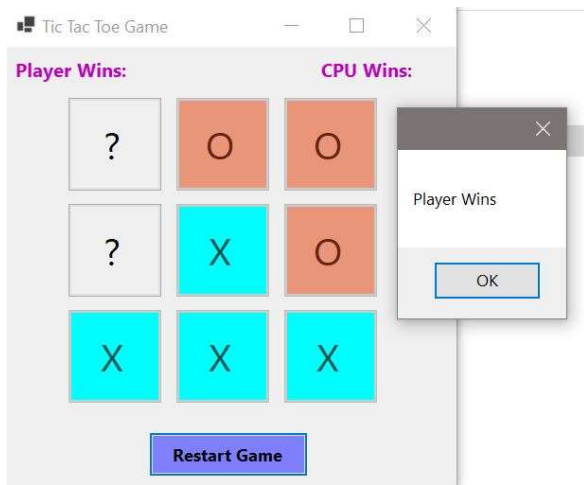 Tic Tac Toe Game
Player Wins: CPU Wins:
? O O
? X O
X X X
Restart Game
Player Wins
OK